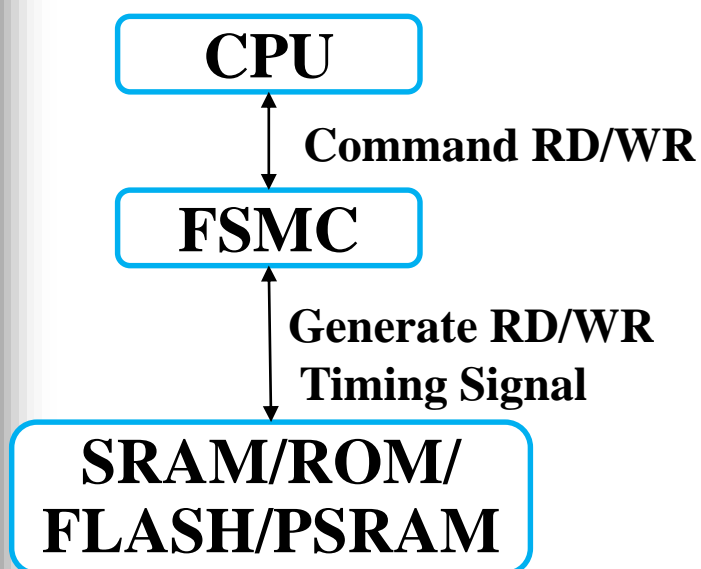 CPU
Command RD/WR
FSMC
Generate RD/WR
Timing Signal
SRAM/ROM/
FLASH/PSRAM